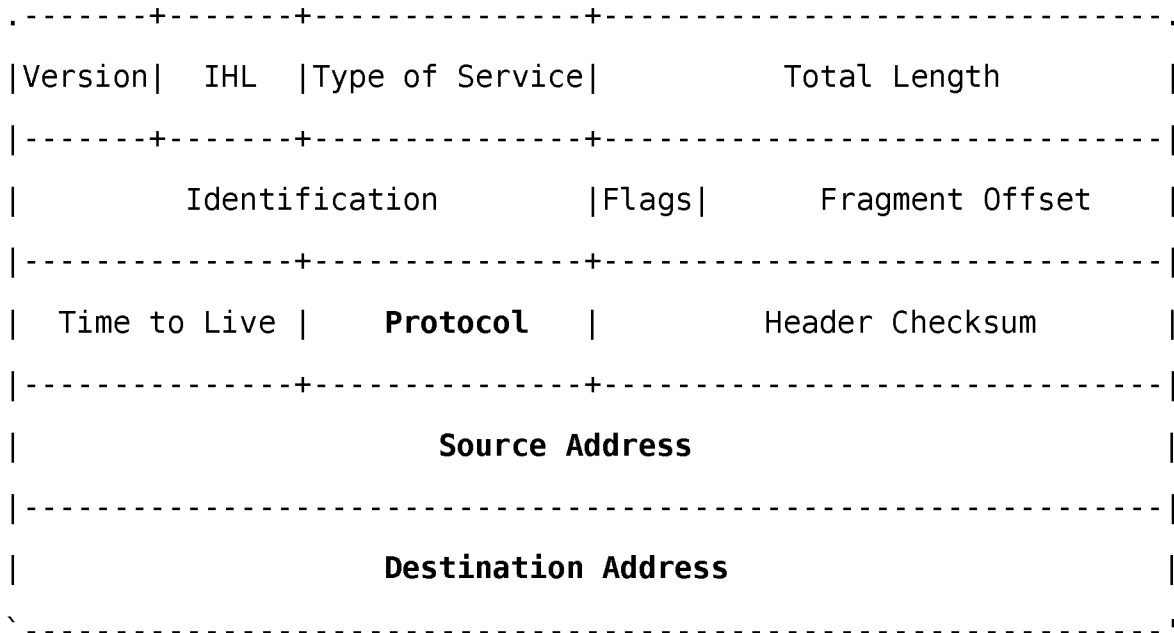 .-------+-------+---------------+-------------------------------.
|Version|  IHL  |Type of Service|          Total Length         |
|-------+-------+---------------+-------------------------------|
|         Identification        |Flags|      Fragment Offset    |
|---------------+---------------+-------------------------------|
|  Time to Live |    Protocol   |         Header Checksum       |
|---------------+---------------+-------------------------------|
|                       Source Address                          |
|---------------------------------------------------------------|
|                    Destination Address                        |
`---------------------------------------------------------------'